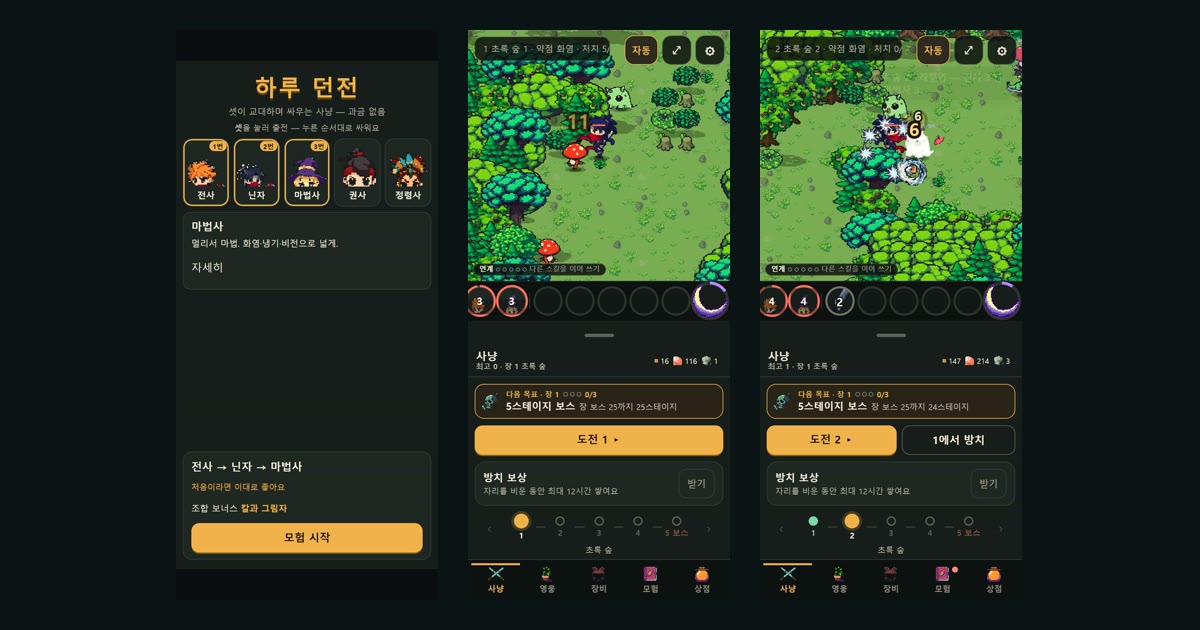 하루 던전
셋이 교대하며 싸우는 사냥 — 과금 없음
셋을 눌러 출전 — 누른 순서대로 싸워요
1번 2번 3번
전사 닌자 마법사 권사 정령사
마법사
멀리서 마법. 화염·냉기·비전으로 넓게.
자세히
전사 → 닌자 → 마법사
처음이라면 이대로 좋아요
조합 보너스 칼과 그림자
모험 시작
1 초록 숲 1 · 약점 화염 · 처치 5/
자동
11
연계 ○○○○○ 다른 스킬을 이어 쓰기
3 3
사냥
최고 0 · 장 1 초록 숲
16 116 1
다음 목표 · 장 1 ○○○ 0/3
5스테이지 보스 장 보스 25까지 25스테이지
도전 1 ▸
방치 보상
자리를 비운 동안 최대 12시간 쌓여요
받기
‹ 1 2 3 4 5 보스 ›
초록 숲
사냥 영웅 장비 모험 상점
2 초록 숲 2 · 약점 화염 · 처치 0/
자동
6
6
연계 ○○○○○ 다른 스킬을 이어 쓰기
4 4 2
사냥
최고 1 · 장 1 초록 숲
147 214 3
다음 목표 · 장 1 ○○○ 0/3
5스테이지 보스 장 보스 25까지 24스테이지
도전 2 ▸
1에서 방치
방치 보상
자리를 비운 동안 최대 12시간 쌓여요
받기
‹ 1 2 3 4 5 보스 ›
초록 숲
사냥 영웅 장비 모험 상점